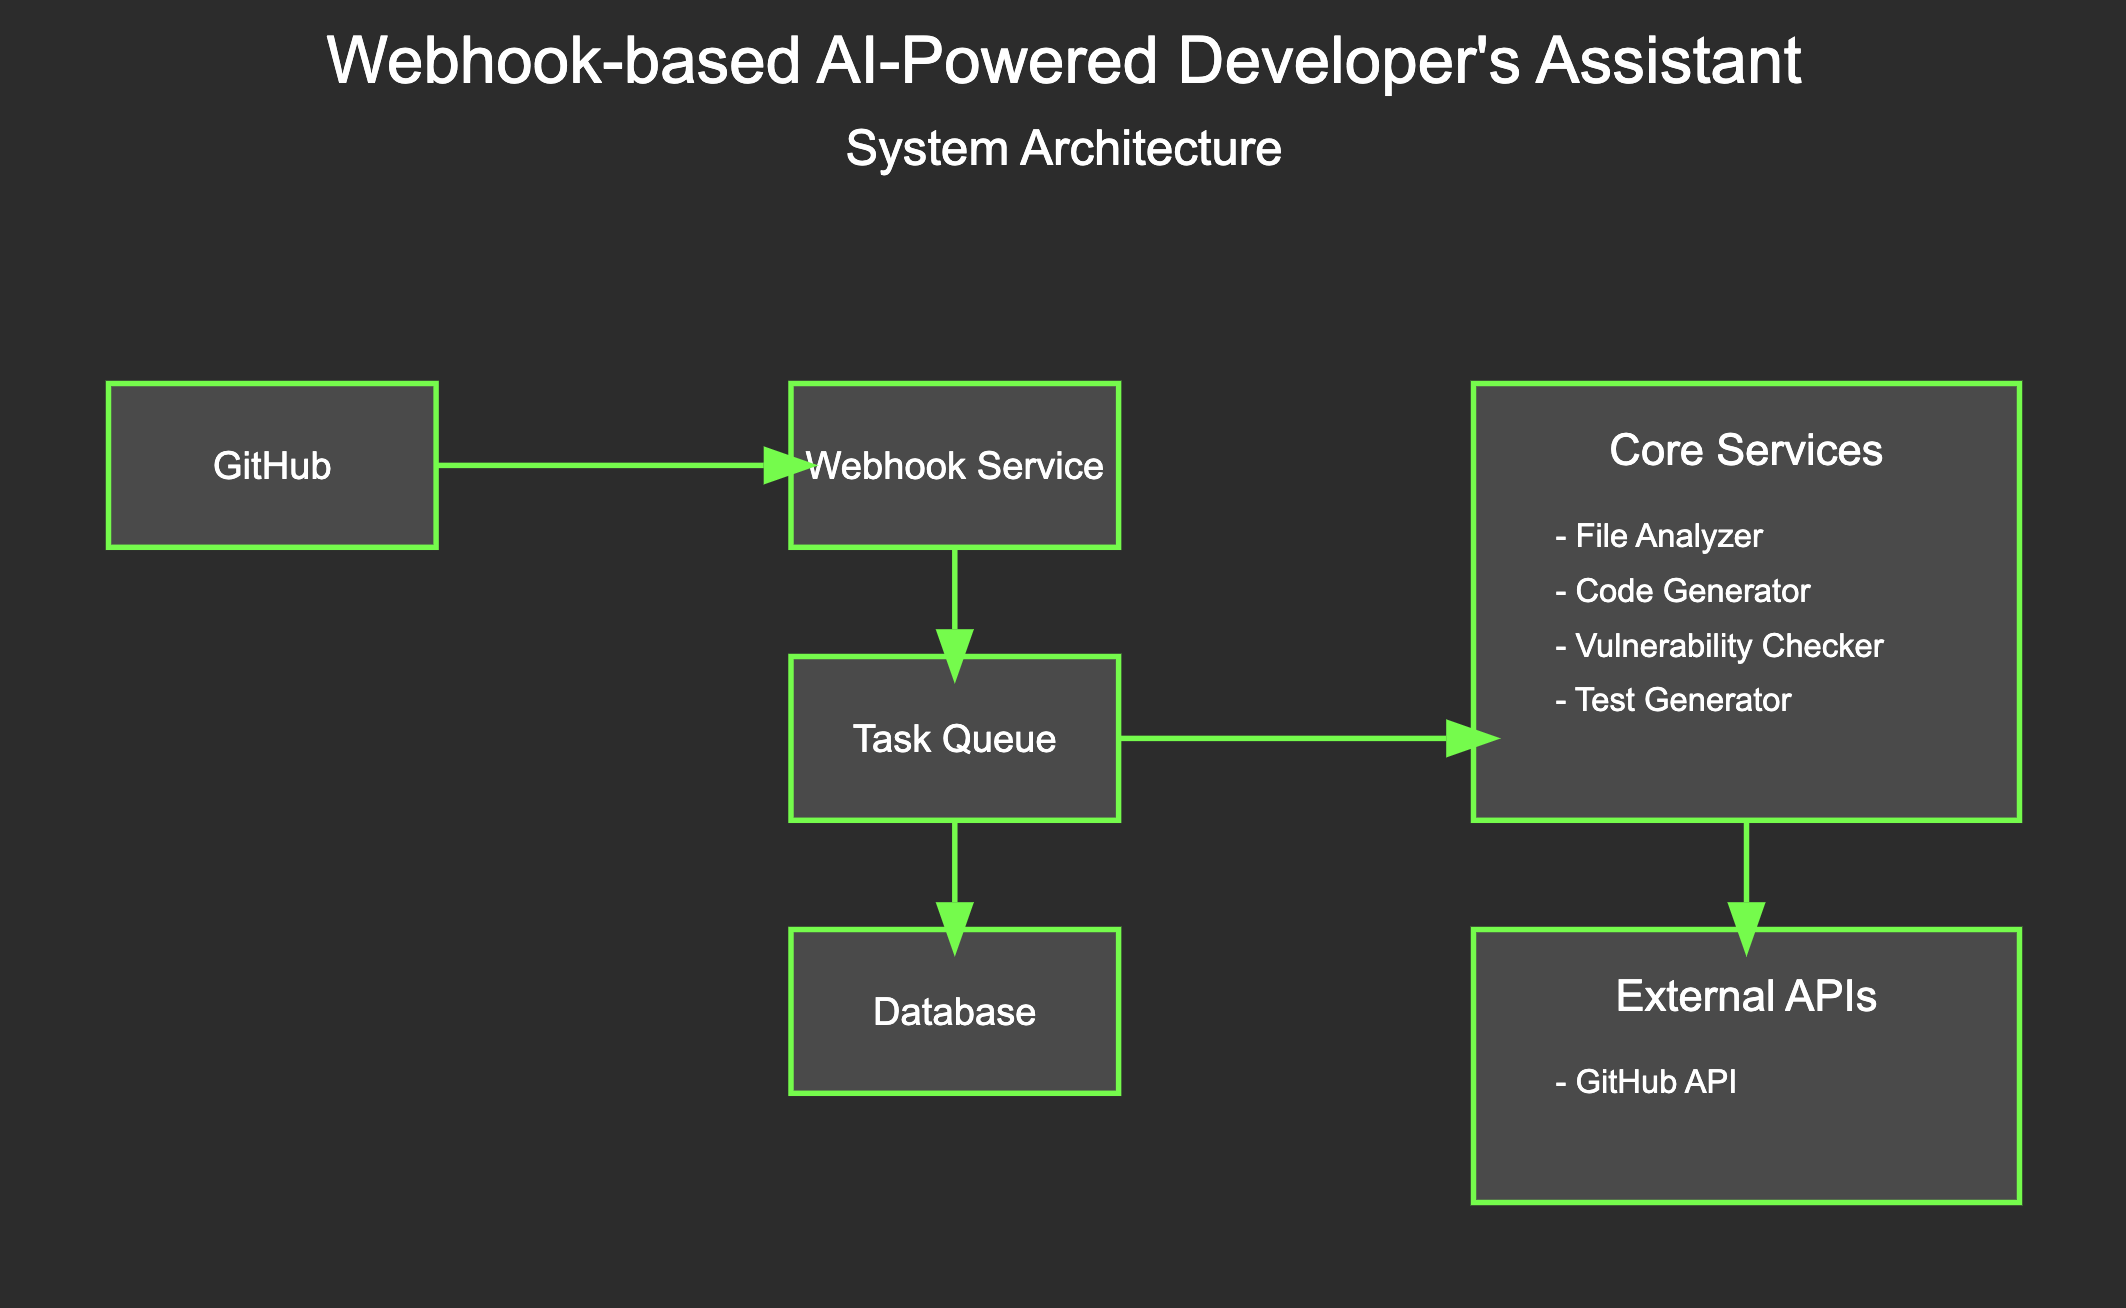 Webhook-based AI-Powered Developer's Assistant
System Architecture
GitHub
Webhook Service
Task Queue
Database
Core Services
- File Analyzer
- Code Generator
- Vulnerability Checker
- Test Generator
External APIs
- GitHub API